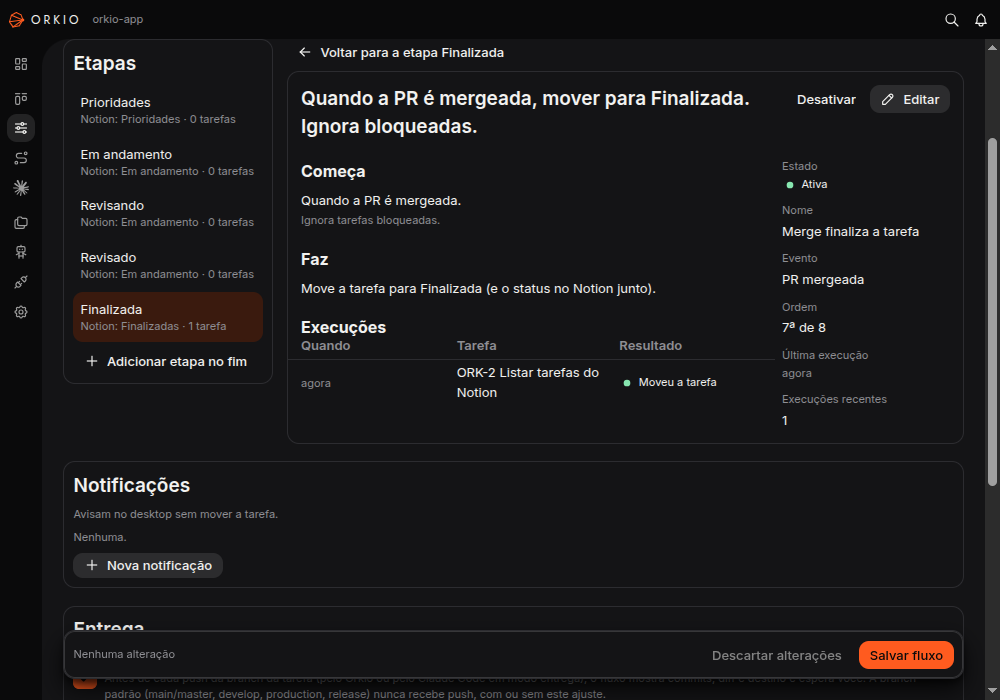 ORKIO orkio-app
Etapas
Prioridades
Notion: Prioridades · 0 tarefas
Em andamento
Notion: Em andamento · 0 tarefas
Revisando
Notion: Em andamento · 0 tarefas
Revisado
Notion: Em andamento · 0 tarefas
Finalizada
Notion: Finalizadas · 1 tarefa
Adicionar etapa no fim
Voltar para a etapa Finalizada
Quando a PR é mergeada, mover para Finalizada.
Ignora bloqueadas.
Desativar
Editar
Começa
Quando a PR é mergeada.
Ignora tarefas bloqueadas.
Faz
Move a tarefa para Finalizada (e o status no Notion junto).
Execuções
Quando Tarefa Resultado
agora ORK-2 Listar tarefas do
Notion
Moveu a tarefa
Estado
Ativa
Nome
Merge finaliza a tarefa
Evento
PR mergeada
Ordem
7ª de 8
Última execução
agora
Execuções recentes
1
Notificações
Avisam no desktop sem mover a tarefa.
Nenhuma.
Nova notificação
Entrega
Nenhuma alteração
Descartar alterações
Salvar fluxo
padrão (main/master, develop, production, release) nunca recebe push, com ou sem este ajuste.